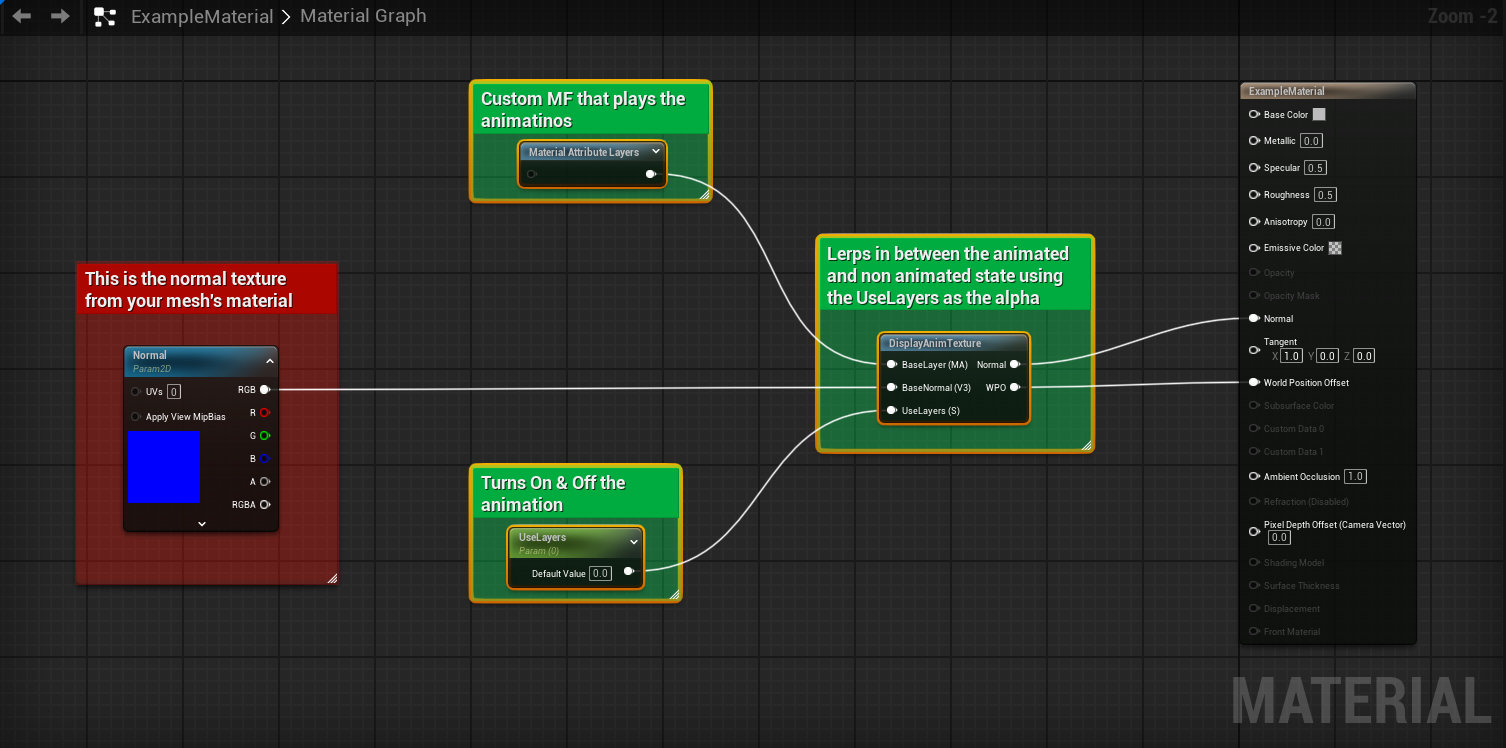 ExampleMaterial > Material Graph
Zoom -2
Custom MF that plays the
animatinos
Material Attribute Layers
This is the normal texture
from your mesh's material
Normal
Param2D
UVs 0
RGB
Apply View MipBias
R
G
B
A
RGBA
Turns On & Off the
animation
UseLayers
Param (0)
Default Value 0.0
Lerps in between the animated
and non animated state using
the UseLayers as the alpha
DisplayAnimTexture
BaseLayer (MA) Normal
BaseNormal (V3) WPO
UseLayers (S)
ExampleMaterial
Base Color
Metallic 0.0
Specular 0.5
Roughness 0.5
Anisotropy 0.0
Emissive Color
Opacity
Opacity Mask
Normal
Tangent
X 1.0 Y 0.0 Z 0.0
World Position Offset
Subsurface Color
Custom Data 0
Custom Data 1
Ambient Occlusion 1.0
Refraction (Disabled)
Pixel Depth Offset (Camera Vector)
0.0
Shading Model
Surface Thickness
Displacement
Front Material
MATERIAL